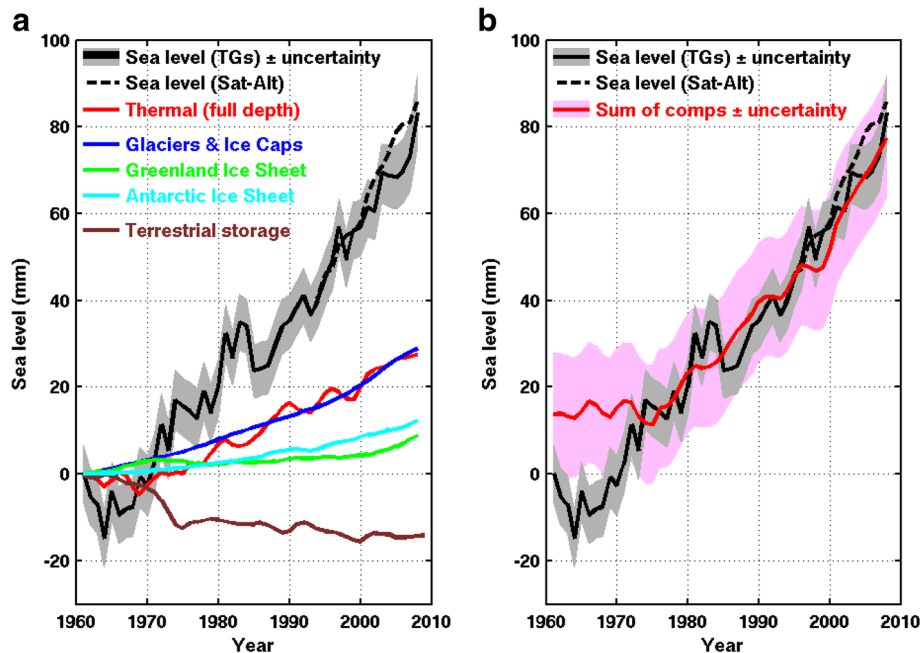 a
Sea level (mm)
100
80
60
40
20
0
-20
Sea level (TGs) ± uncertainty
Sea level (Sat-Alt)
Thermal (full depth)
Glaciers & Ice Caps
Greenland Ice Sheet
Antarctic Ice Sheet
Terrestrial storage
1960 1970 1980 1990 2000 2010
Year
b
Sea level (mm)
100
80
60
40
20
0
-20
Sea level (TGs) ± uncertainty
Sea level (Sat-Alt)
Sum of comps ± uncertainty
1960 1970 1980 1990 2000 2010
Year